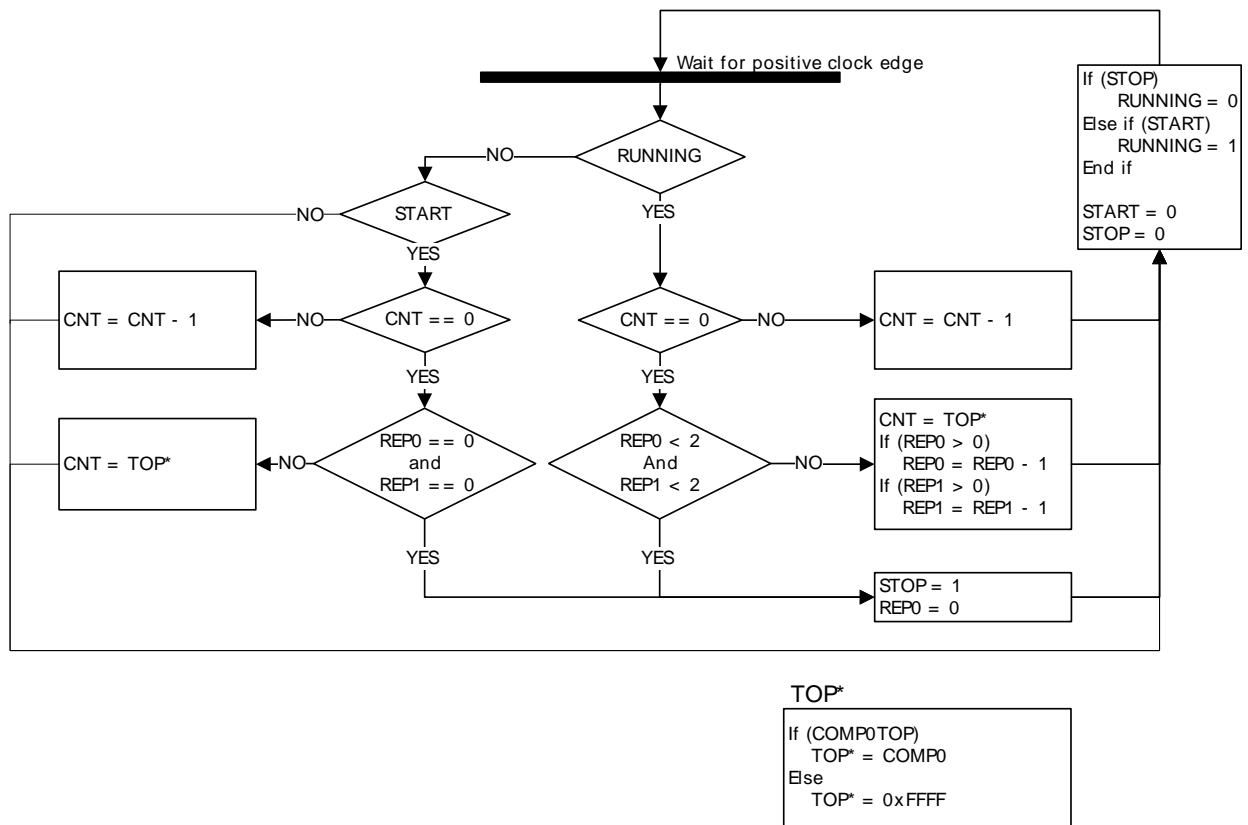 Wait for positive clock edge
If (STOP)
RUNNING = 0
Else if (START)
RUNNING = 1
End if
START = 0
STOP = 0
RUNNING
NO
YES
START
NO
YES
CNT = CNT - 1
NO
CNT == 0
YES
CNT == 0
NO
YES
CNT = CNT - 1
CNT = TOP*
NO
REP0 == 0
and
REP1 == 0
YES
REP0 < 2
And
REP1 < 2
NO
YES
CNT = TOP*
If (REP0 > 0)
REP0 = REP0 - 1
If (REP1 > 0)
REP1 = REP1 - 1
STOP = 1
REP0 = 0
TOP*
If (COMP0TOP)
TOP* = COMP0
Else
TOP* = 0xFFFF